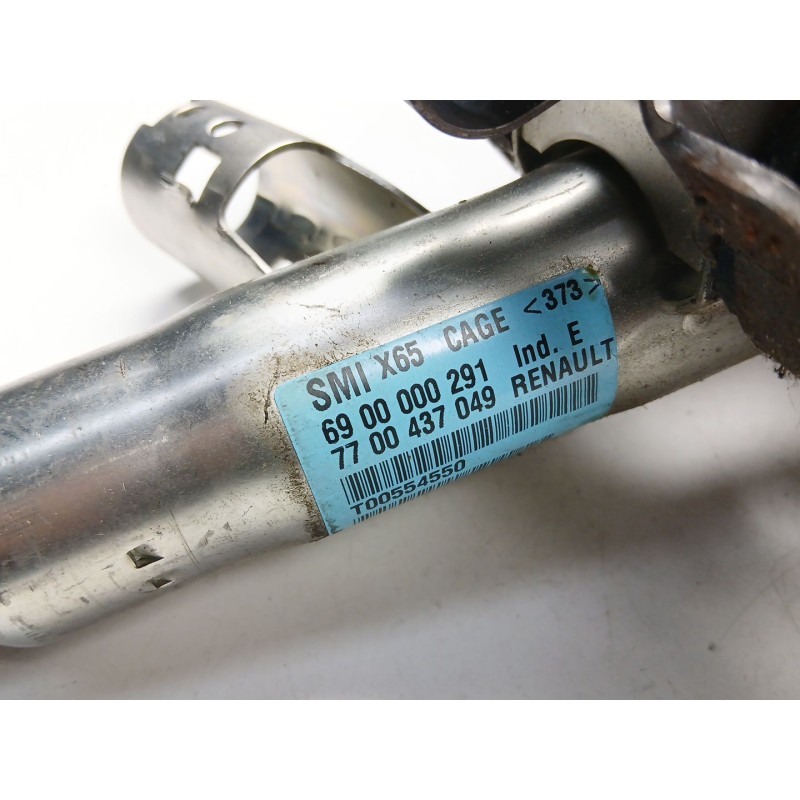 SMI X65 CAGE <373>
69 00 000 291 Ind. E
77 00 437 049 RENAULT
T00554550